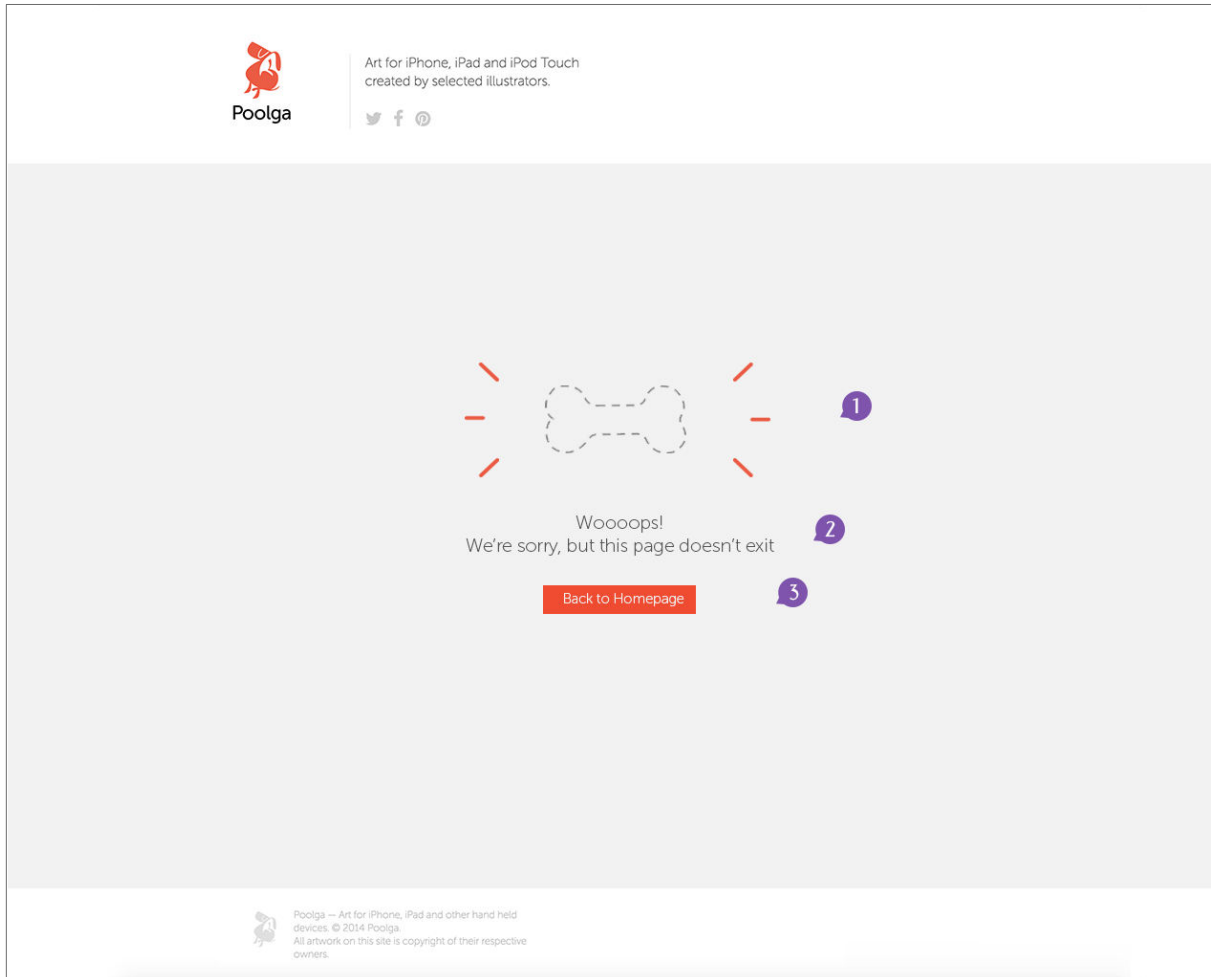 Art for iPhone, iPad and iPod Touch
created by selected illustrators.
Poolga
1
Woooops!
2
We're sorry, but this page doesn't exit
3
Back to Homepage
Poolga — Art for iPhone, iPad and other hand held
devices. © 2014 Poolga.
All artwork on this site is copyright of their respective
owners.